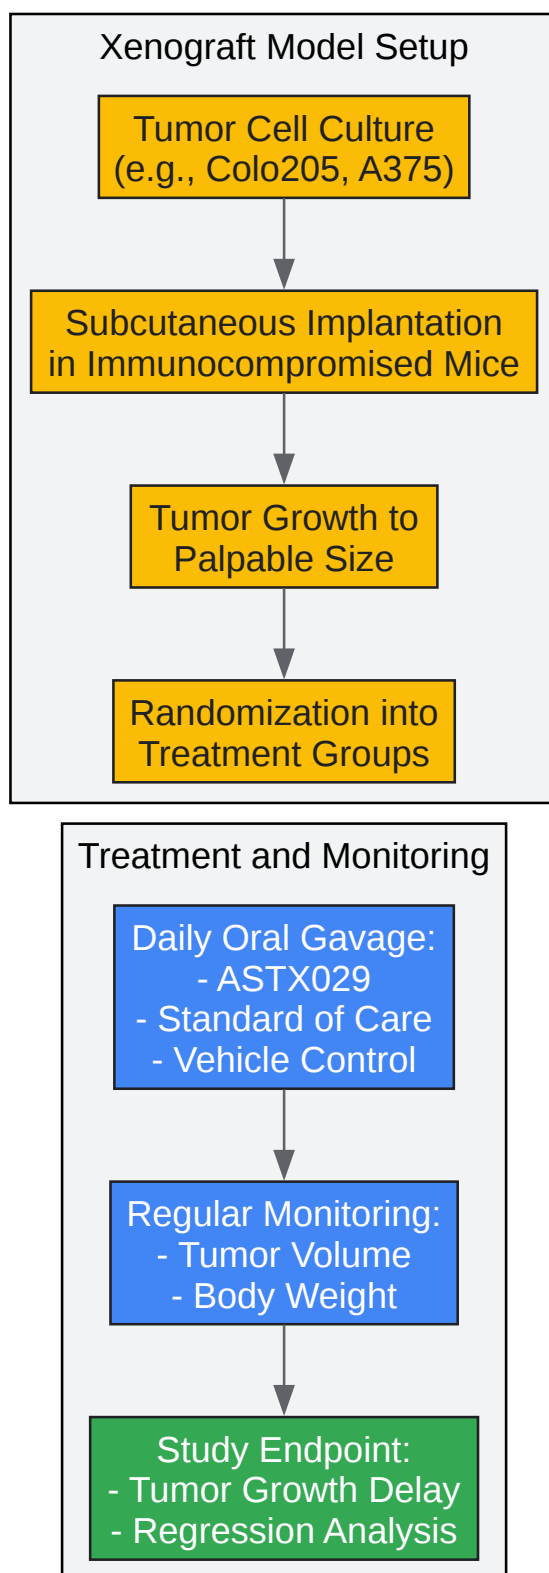 Xenograft Model Setup
Tumor Cell Culture
(e.g., Colo205, A375)
Subcutaneous Implantation
in Immunocompromised Mice
Tumor Growth to
Palpable Size
Randomization into
Treatment Groups
Treatment and Monitoring
Daily Oral Gavage:
- ASTX029
- Standard of Care
- Vehicle Control
Regular Monitoring:
- Tumor Volume
- Body Weight
Study Endpoint:
- Tumor Growth Delay
- Regression Analysis